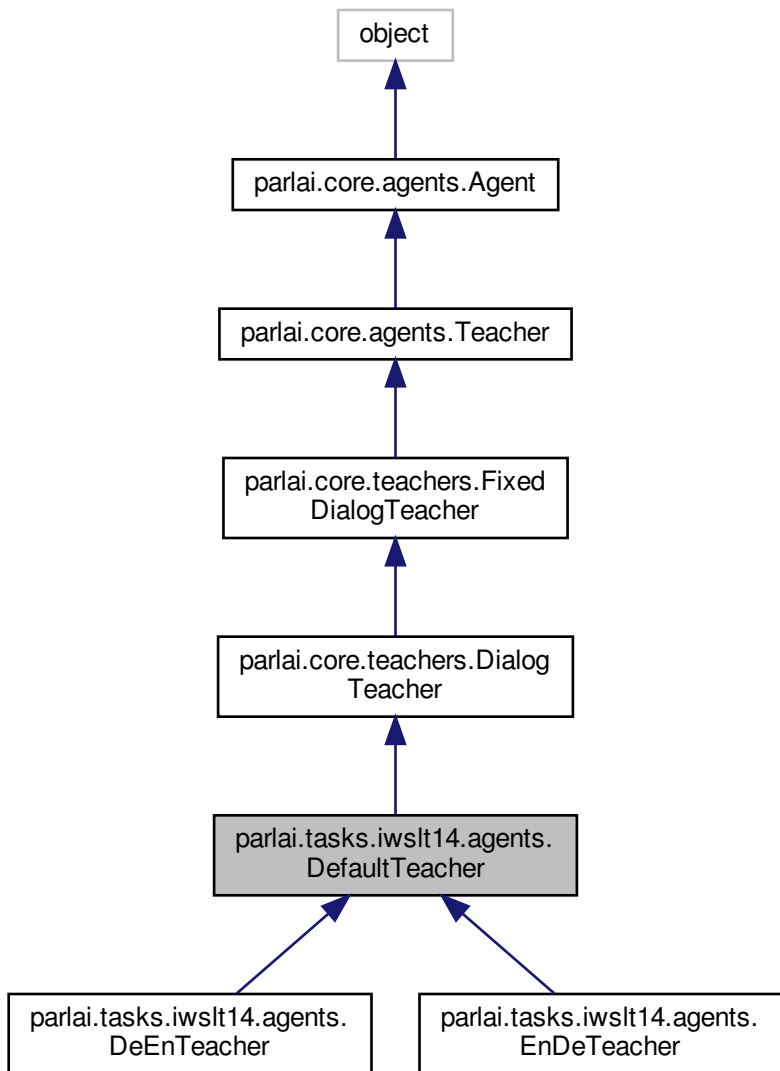 object
parlai.core.agents.Agent
parlai.core.agents.Teacher
parlai.core.teachers.Fixed
DialogTeacher
parlai.core.teachers.Dialog
Teacher
parlai.tasks.iwslt14.agents.
DefaultTeacher
parlai.tasks.iwslt14.agents.
DeEnTeacher
parlai.tasks.iwslt14.agents.
EnDeTeacher